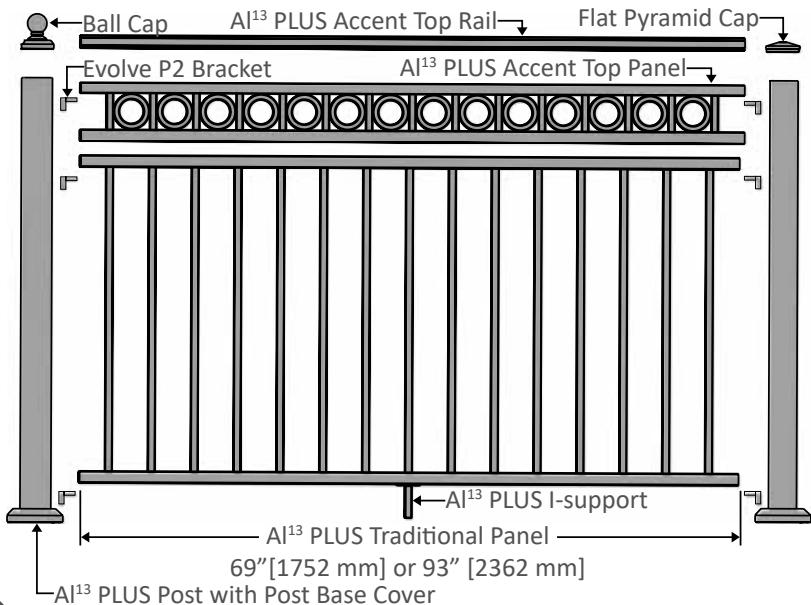 Ball Cap
Al¹³ PLUS Accent Top Rail
Flat Pyramid Cap
Evolve P2 Bracket
Al¹³ PLUS Accent Top Panel
Al¹³ PLUS I-support
Al¹³ PLUS Traditional Panel
69”[1752 mm] or 93” [2362 mm]
Al¹³ PLUS Post with Post Base Cover